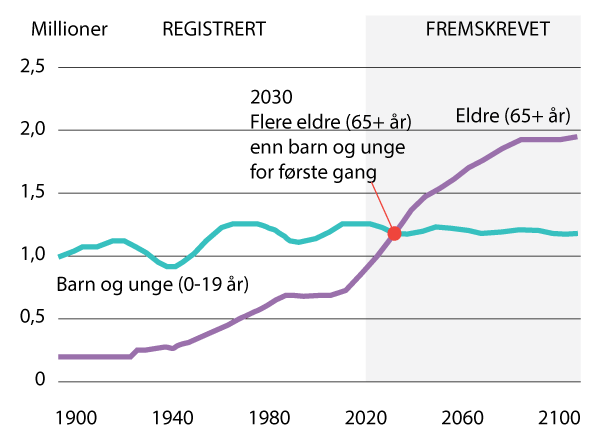 Millioner
REGISTRERT
FREMSKREVET
2,5
2030
Flere eldre (65+ år)
enn barn og unge
for første gang
Eldre (65+ år)
2,0
1,5
1,0
Barn og unge (0-19 år)
0,5
0
1900 1940 1980 2020 2060 2100